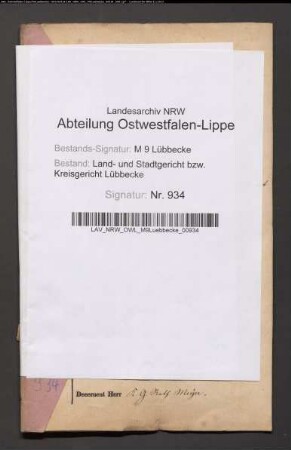 Landesarchiv NRW
Abteilung Ostwestfalen-Lippe
Bestands-Signatur: M 9 Lübbecke
Bestand: Land- und Stadtgericht bzw.
Kreisgericht Lübbecke
Signatur: Nr. 934
LAV_NRW_OWL_M9Luebbecke_00934
934
Decernent Herr